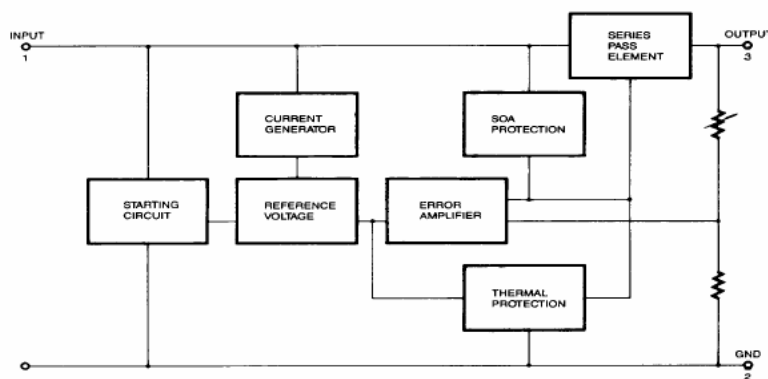 INPUT
1
SERIES
PASS
ELEMENT
OUTPUT
3
CURRENT
GENERATOR
SOA
PROTECTION
STARTING
CIRCUIT
REFERENCE
VOLTAGE
ERROR
AMPLIFIER
THERMAL
PROTECTION
GND
2